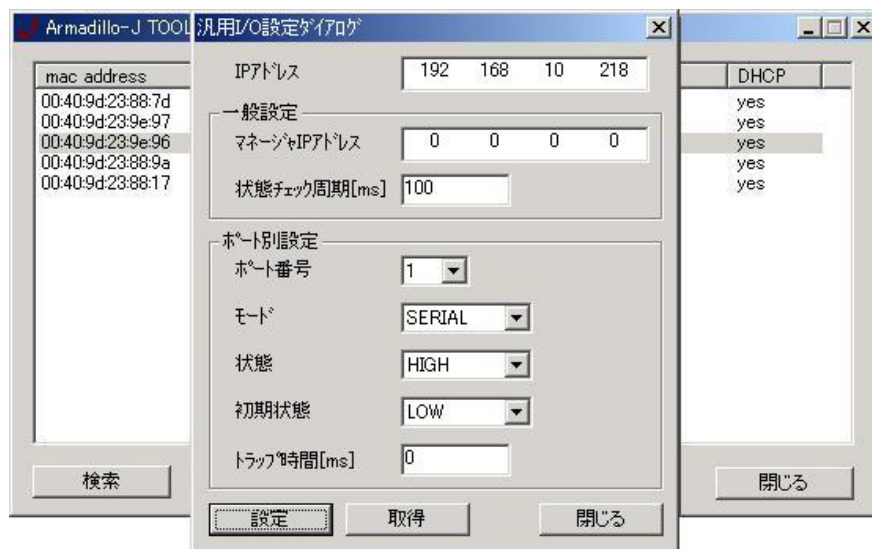 Armadillo-J TOOL
汎用I/O設定ダイアログ
IPアドレス
192 168 10 218
一般設定
マネージャIPアドレス
0 0 0 0
状態チェック周期[ms]
100
ポート別設定
ポート番号
1
モード
SERIAL
状態
HIGH
初期状態
LOW
トラップ時間[ms]
0
設定 取得 閉じる
mac address
00:40:9d:23:88:7d
00:40:9d:23:9e:97
00:40:9d:23:9e:96
00:40:9d:23:88:9a
00:40:9d:23:88:17
DHCP
yes
yes
yes
yes
yes
検索
閉じる